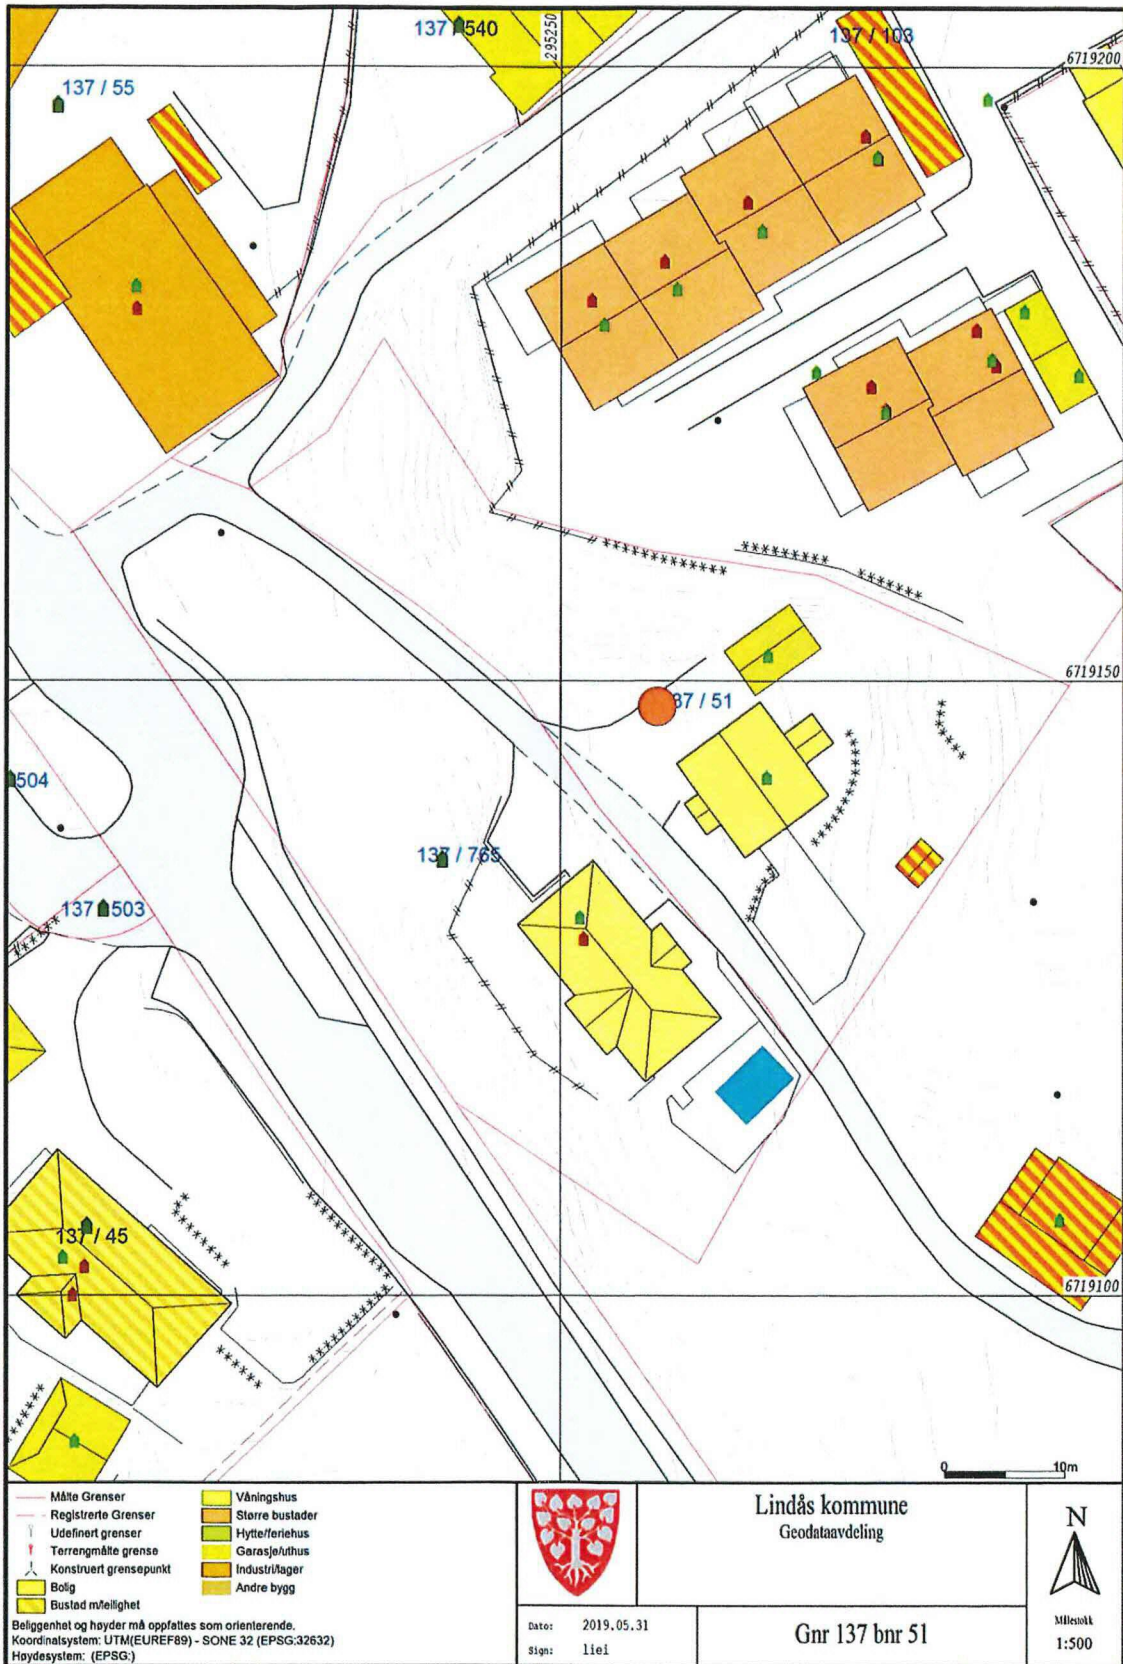 137 / 540
295250
137 / 103
6719200
137 / 55
6719150
37 / 51
504
137 / 765
137 503
137 / 45
6719100
0 10m
Målte Grenser
Registrerte Grenser
Udefinert grenser
Terrengmålte grense
Konstruert grensepunkt
Bolig
Bustad m/leilighet
Våningshus
Større bustader
Hytte/feriehus
Garasje/uthus
Industri/lager
Andre bygg
Beliggenhet og høyder må oppfattes som orienterende.
Koordinatsystem: UTM(EUREF89) - SONE 32 (EPSG:32632)
Høydesystem: (EPSG:)
Lindås kommune
Geodataavdeling
Dato: 2019.05.31
Sign: liei
Gnr 137 bnr 51
N
Målestokk
1:500